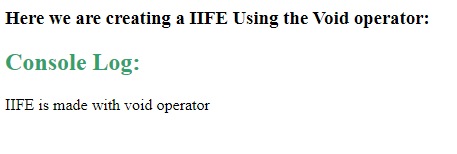 Here we are creating a IIFE Using the Void operator:
Console Log:
IIFE is made with void operator